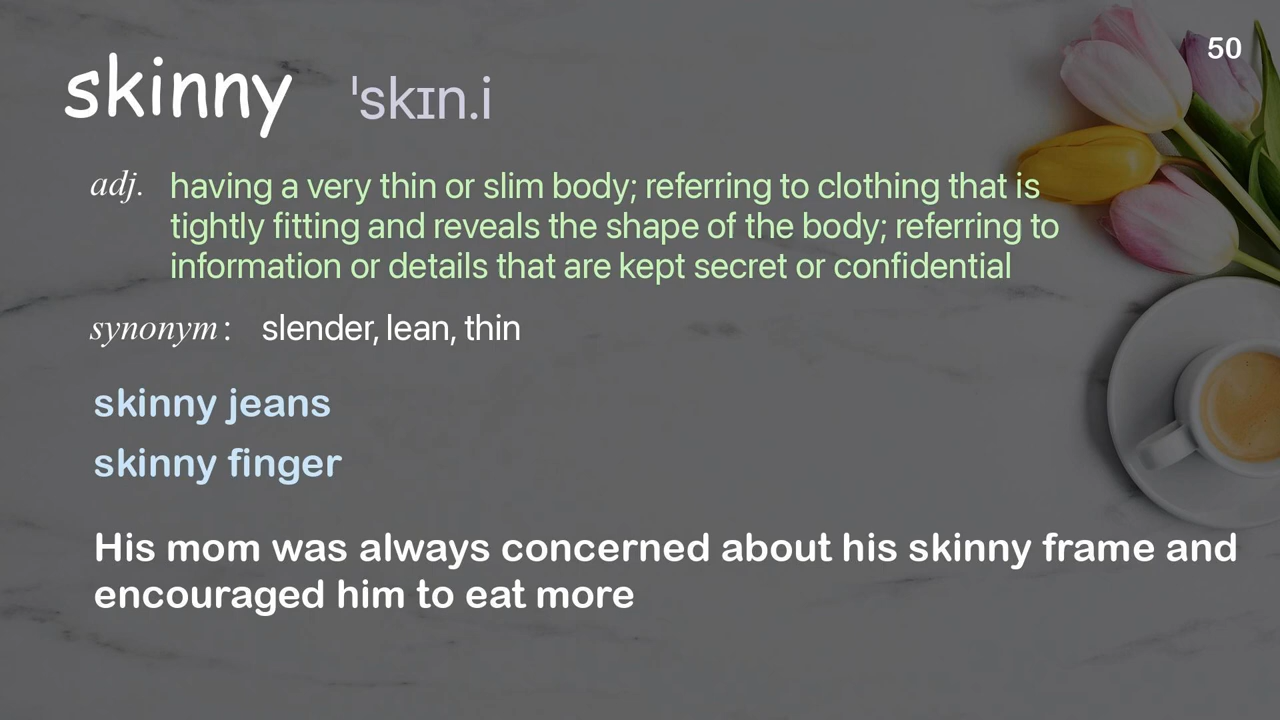 50
skinny ˈskɪn.i
adj. having a very thin or slim body; referring to clothing that is
tightly fitting and reveals the shape of the body; referring to
information or details that are kept secret or confidential
synonym: slender, lean, thin
skinny jeans
skinny finger
His mom was always concerned about his skinny frame and
encouraged him to eat more